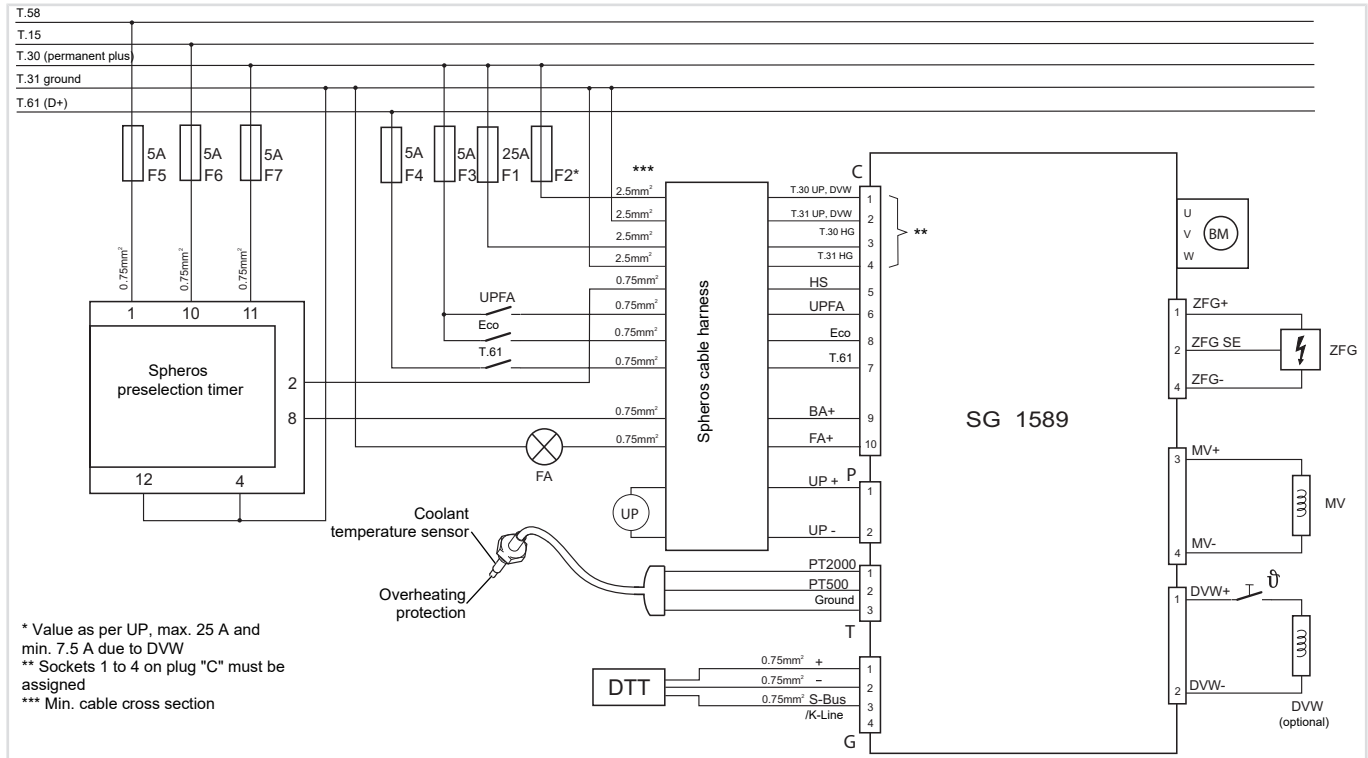 T.58
T.15
T.30 (permanent plus)
T.31 ground
T.61 (D+)
5A
F5
5A
F6
5A
F7
5A
F4
5A
F3
25A
F1
F2*
***
0.75mm²
0.75mm²
0.75mm²
1
10
11
Spheros
preselection timer
2
8
12
4
2.5mm²
2.5mm²
2.5mm²
2.5mm²
0.75mm²
UPFA
0.75mm²
Eco
0.75mm²
T.61
0.75mm²
0.75mm²
0.75mm²
FA
UP
Spheros cable harness
C
T.30 UP, DVW
1
T.31 UP, DVW
2
T.30 HG
3
T.31 HG
4
**
HS
5
UPFA
6
Eco
8
T.61
7
BA+
9
FA+
10
UP +
P
1
UP -
2
Coolant
temperature sensor
Overheating
protection
PT2000
1
PT500
2
Ground
3
T
DTT
0.75mm² +
1
0.75mm² −
2
0.75mm² S-Bus
/K-Line
3
4
G
SG 1589
U
V
W
BM
1
ZFG+
2
ZFG SE
4
ZFG-
ZFG
3
MV+
4
MV-
MV
1
DVW+
ϑ
2
DVW-
DVW
(optional)
* Value as per UP, max. 25 A and
min. 7.5 A due to DVW
** Sockets 1 to 4 on plug "C" must be
assigned
*** Min. cable cross section